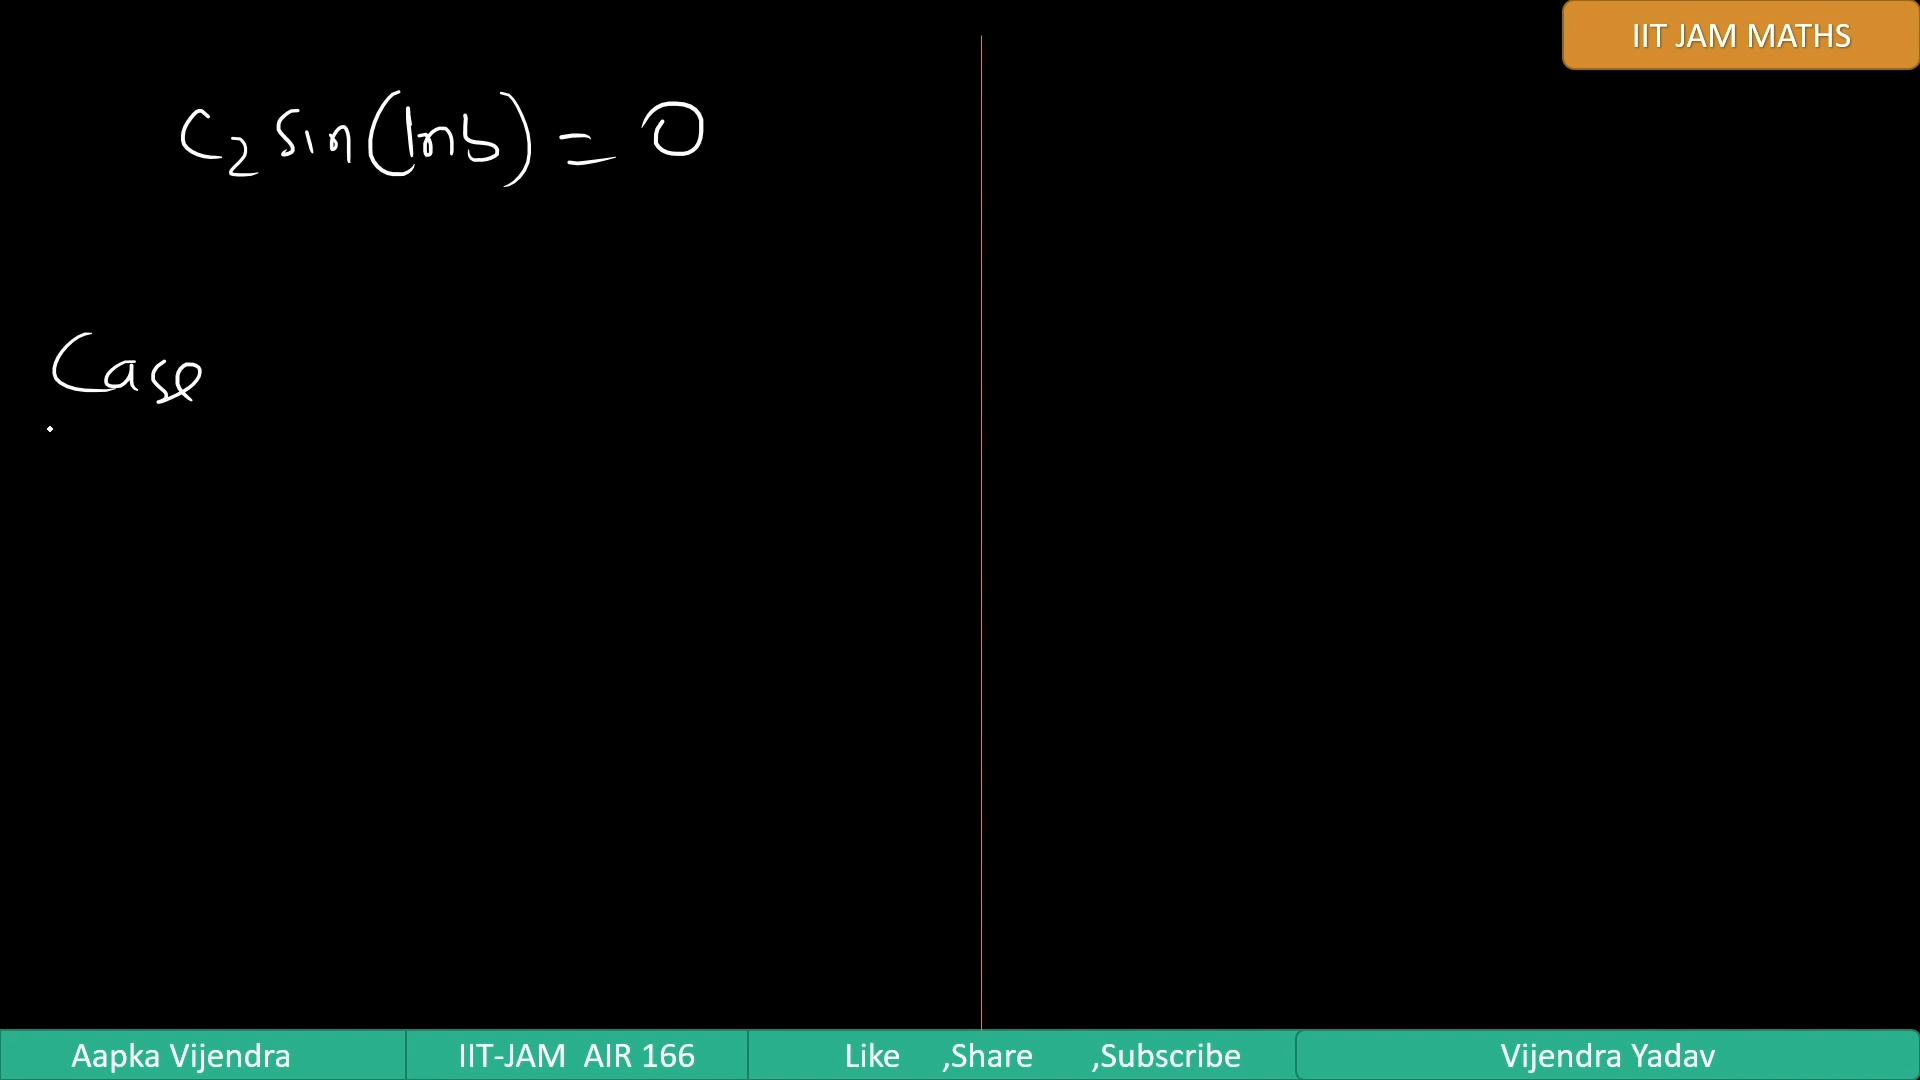 IIT JAM MATHS
C₂ sin(ln b) = 0
Case
Aapka Vijendra
IIT-JAM AIR 166
Like ,Share ,Subscribe
Vijendra Yadav